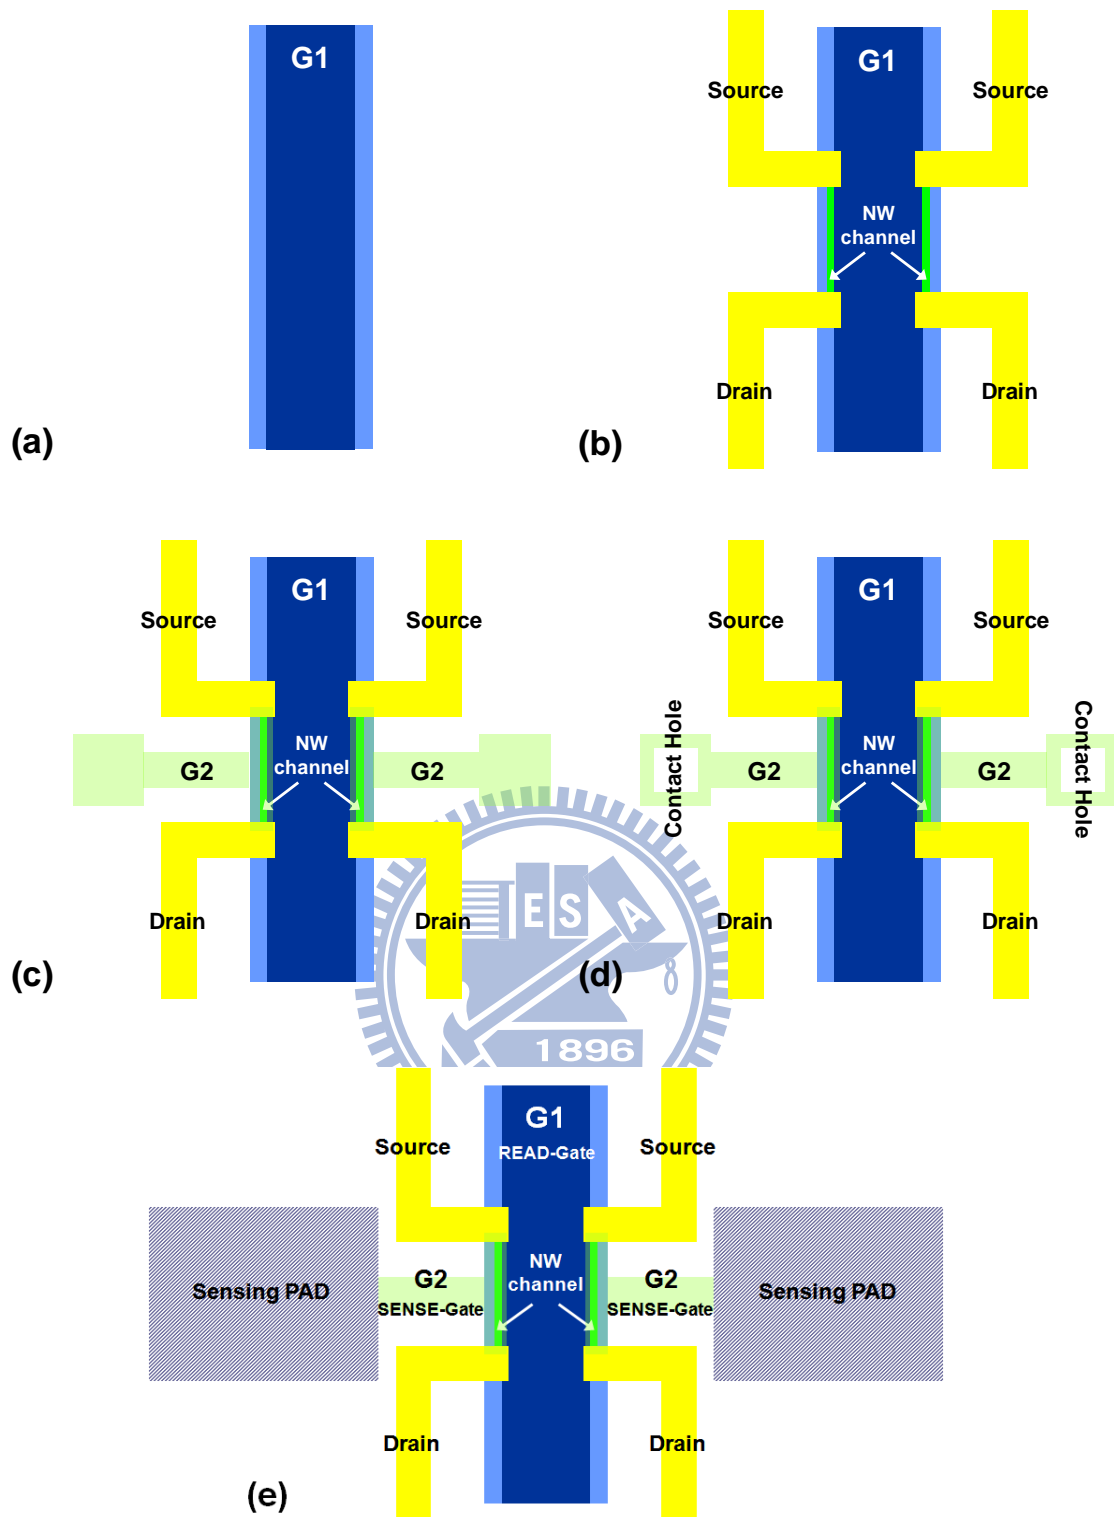 G1
(a)
G1
Source
Source
NW
channel
Drain
Drain
(b)
G1
Source
Source
NW
channel
G2
G2
Drain
Drain
(c)
G1
Source
Source
Contact Hole
Contact Hole
NW
channel
G2
G2
Drain
Drain
(d)
E S A
8
1896
G1
READ-Gate
Source
Source
NW
channel
G2
SENSE-Gate
G2
SENSE-Gate
Sensing PAD
Sensing PAD
Drain
Drain
(e)